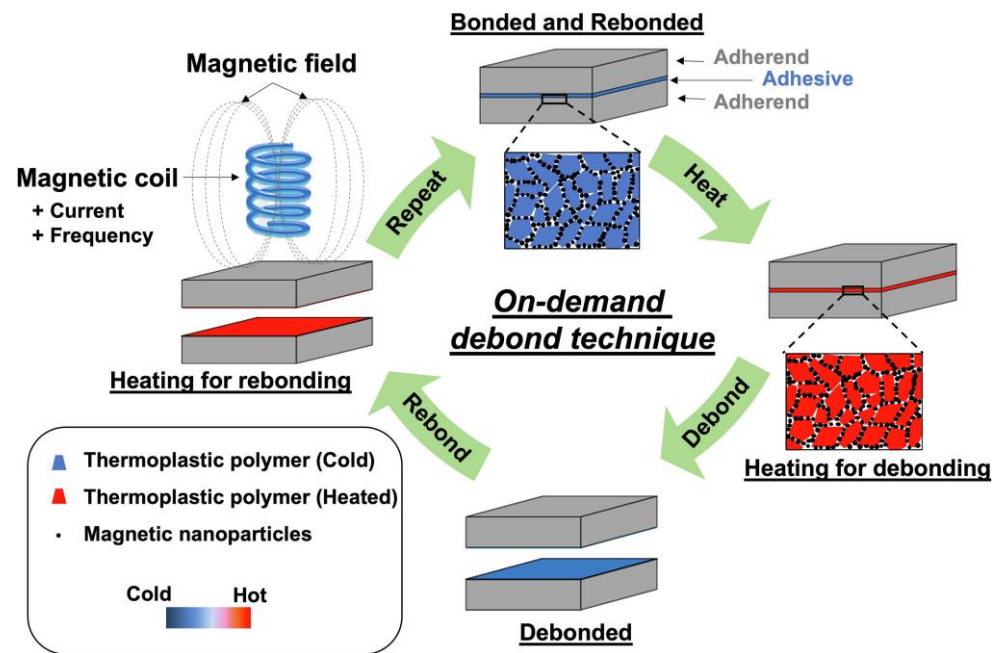 Bonded and Rebonded
Adherend
Adhesive
Adherend
Magnetic field
Magnetic coil
+ Current
+ Frequency
Repeat
Heat
On-demand
debond technique
Heating for rebonding
Rebond
Debond
Heating for debonding
Thermoplastic polymer (Cold)
Thermoplastic polymer (Heated)
Magnetic nanoparticles
Cold
Hot
Debonded